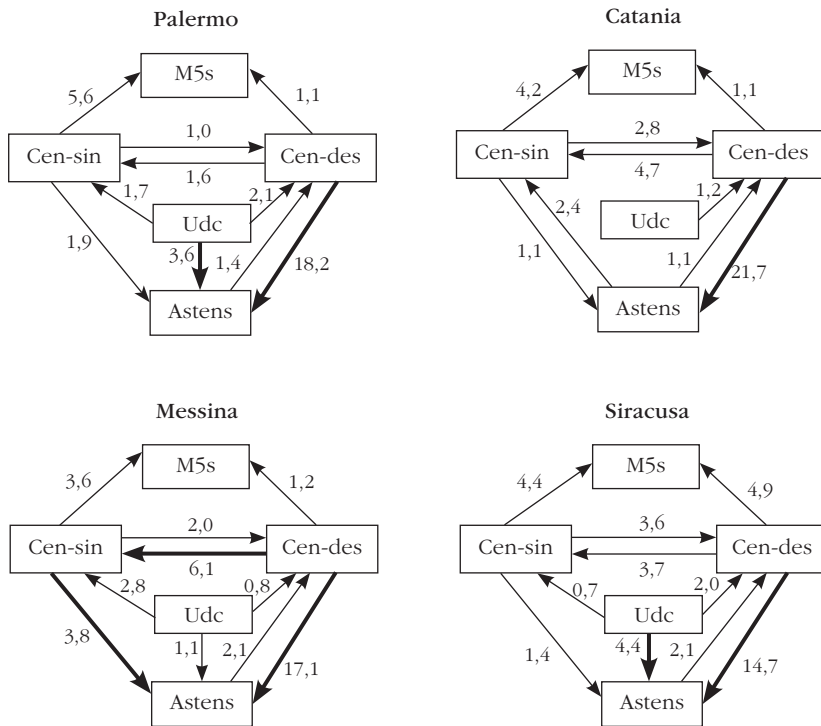 Palermo
M5s
5,6
1,1
Cen-sin
1,0
1,6
Cen-des
1,7
2,1
Udc
1,9
3,6
1,4
18,2
Astens
Catania
M5s
4,2
1,1
Cen-sin
2,8
4,7
Cen-des
2,4
1,2
Udc
1,1
1,1
21,7
Astens
Messina
M5s
3,6
1,2
Cen-sin
2,0
6,1
Cen-des
2,8
0,8
Udc
3,8
1,1
2,1
17,1
Astens
Siracusa
M5s
4,4
4,9
Cen-sin
3,6
3,7
Cen-des
0,7
2,0
Udc
1,4
4,4
2,1
14,7
Astens